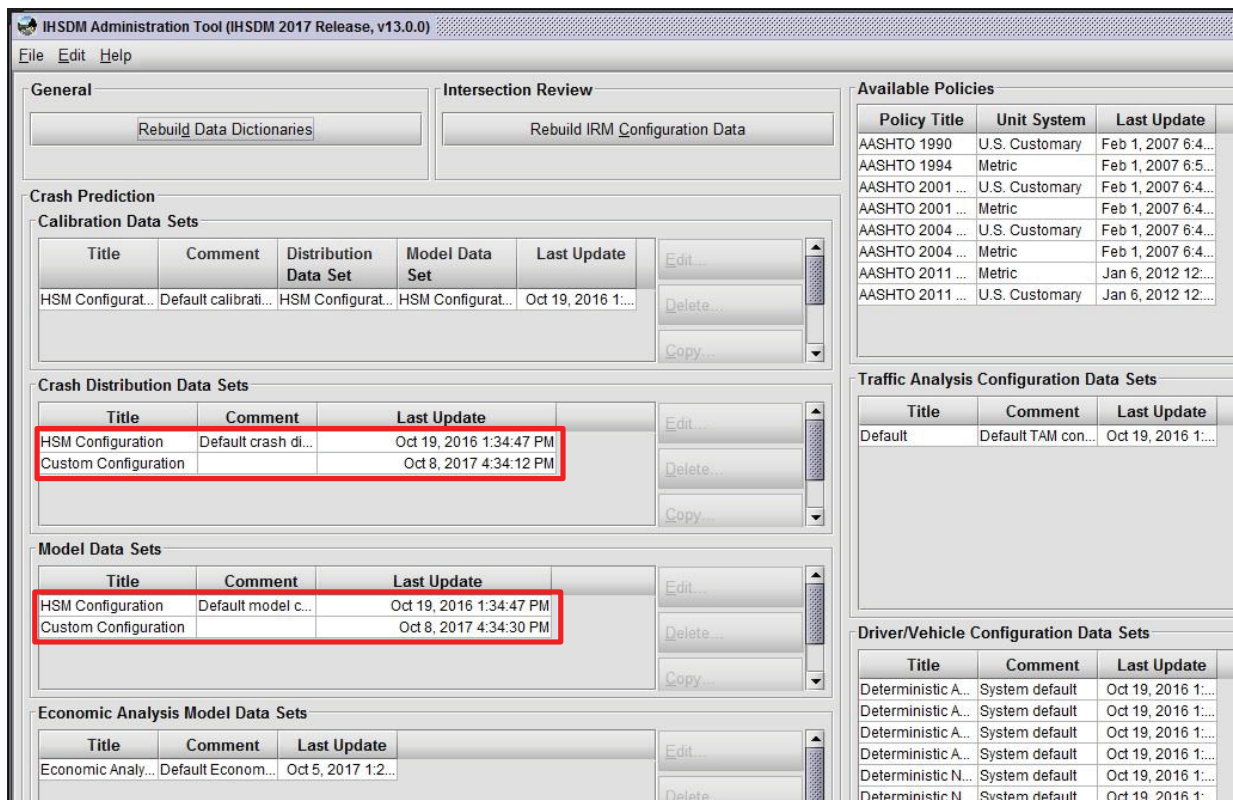 IHSDM Administration Tool (IHSDM 2017 Release, v13.0.0)
File Edit Help
General
Rebuild Data Dictionaries
Intersection Review
Rebuild IRM Configuration Data
Crash Prediction
Calibration Data Sets
Title Comment Distribution Data Set Model Data Set Last Update
HSM Configurat... Default calibrati... HSM Configurat... HSM Configurat... Oct 19, 2016 1:...
Edit...
Delete...
Copy...
Crash Distribution Data Sets
Title Comment Last Update
HSM Configuration Default crash di... Oct 19, 2016 1:34:47 PM
Custom Configuration Oct 8, 2017 4:34:12 PM
Edit...
Delete...
Copy...
Model Data Sets
Title Comment Last Update
HSM Configuration Default model c... Oct 19, 2016 1:34:47 PM
Custom Configuration Oct 8, 2017 4:34:30 PM
Edit...
Delete...
Copy...
Economic Analysis Model Data Sets
Title Comment Last Update
Economic Analy... Default Econom... Oct 5, 2017 1:2...
Edit...
Delete...
Available Policies
Policy Title Unit System Last Update
AASHTO 1990 U.S. Customary Feb 1, 2007 6:4...
AASHTO 1994 Metric Feb 1, 2007 6:5...
AASHTO 2001 ... U.S. Customary Feb 1, 2007 6:4...
AASHTO 2001 ... Metric Feb 1, 2007 6:4...
AASHTO 2004 ... U.S. Customary Feb 1, 2007 6:4...
AASHTO 2004 ... Metric Feb 1, 2007 6:4...
AASHTO 2011 ... Metric Jan 6, 2012 12:...
AASHTO 2011 ... U.S. Customary Jan 6, 2012 12:...
Traffic Analysis Configuration Data Sets
Title Comment Last Update
Default Default TAM con... Oct 19, 2016 1:...
Driver/Vehicle Configuration Data Sets
Title Comment Last Update
Deterministic A... System default Oct 19, 2016 1:...
Deterministic A... System default Oct 19, 2016 1:...
Deterministic A... System default Oct 19, 2016 1:...
Deterministic A... System default Oct 19, 2016 1:...
Deterministic N... System default Oct 19, 2016 1:...
Deterministic N... System default Oct 19, 2016 1:...